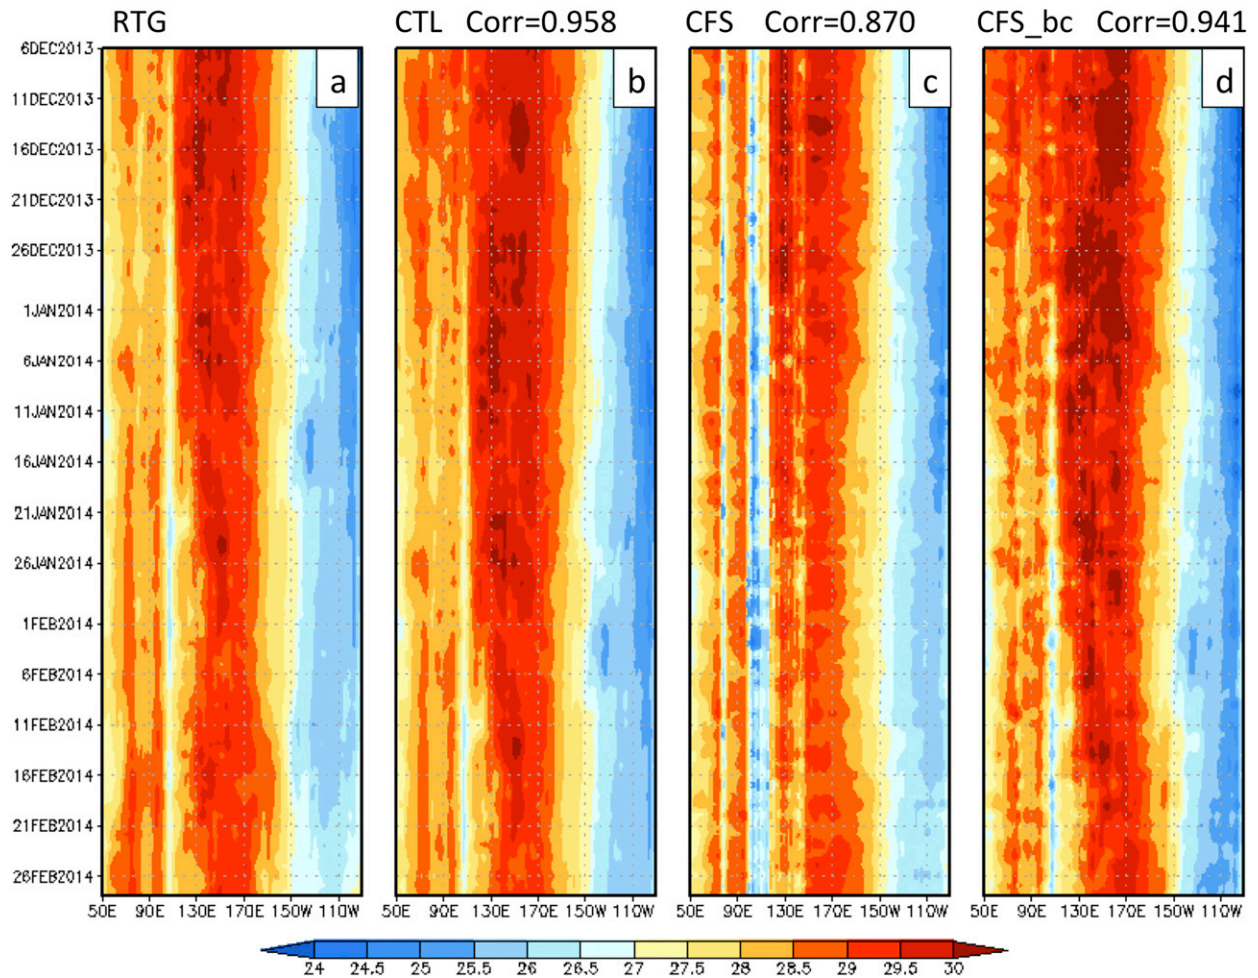 RTG CTL Corr=0.958 CFS Corr=0.870 CFS_bc Corr=0.941
a b c d
6DEC2013
11DEC2013
16DEC2013
21DEC2013
26DEC2013
1JAN2014
6JAN2014
11JAN2014
16JAN2014
21JAN2014
26JAN2014
1FEB2014
6FEB2014
11FEB2014
16FEB2014
21FEB2014
26FEB2014
50E 90E 130E 170E 150W 110W 50E 90E 130E 170E 150W 110W 50E 90E 130E 170E 150W 110W 50E 90E 130E 170E 150W 110W
24 24.5 25 25.5 26 26.5 27 27.5 28 28.5 29 29.5 30